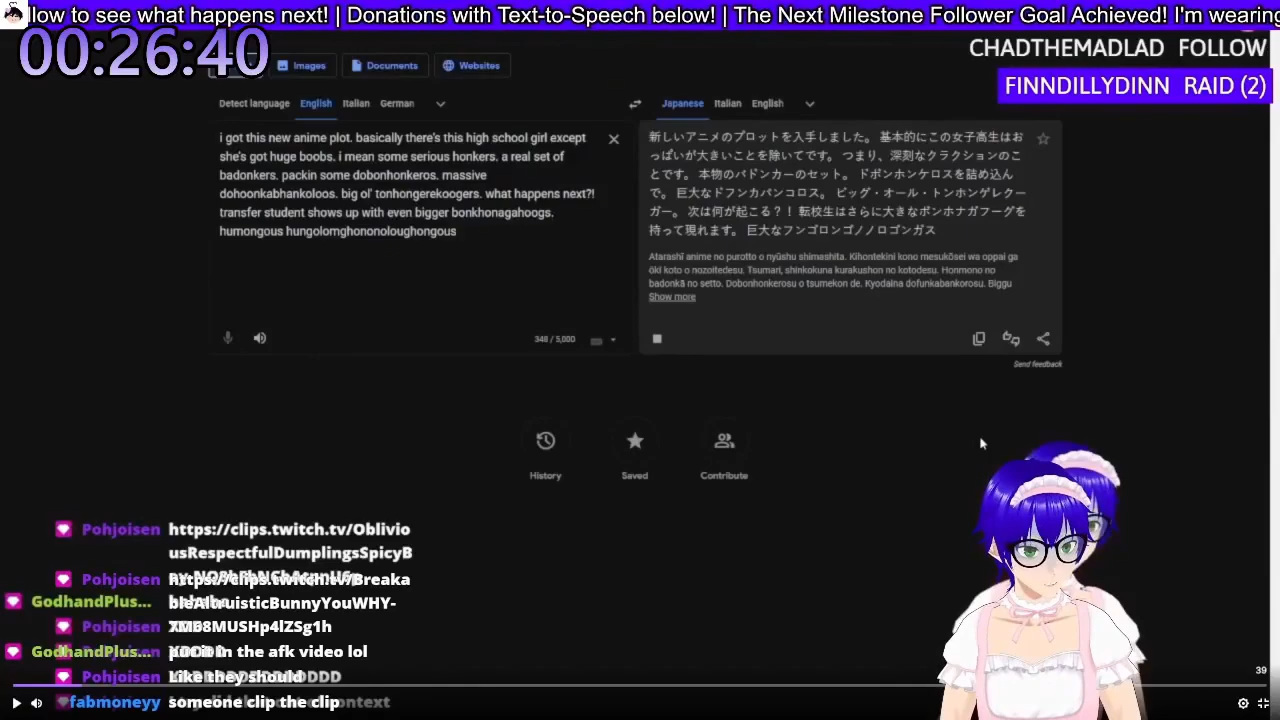 llow to see what happens next! | Donations with Text-to-Speech below! | The Next Milestone Follower Goal Achieved! I'm wearing
00:26:40
CHADTHEMADLAD FOLLOW
FINNDILLYDINN RAID (2)
Images Documents Websites
Detect language English Italian German
Japanese Italian English
i got this new anime plot. basically there's this high school girl except
she's got huge boobs. i mean some serious honkers. a real set of
badonkers. packin some dobonhonkeros. massive
dohoonkabhankoloos. big ol' tonhongerekoogers. what happens next?!
transfer student shows up with even bigger bonkhonagahoogs.
humongous hungolomghononoloughongous
348 / 5,000
新しいアニメのプロットを入手しました。 基本的にこの女子高生はお
っぱいが大きいことを除いてです。 つまり、深刻なクラクションのこ
とです。 本物のバドンカーのセット。 ドボンホンケロスを詰め込ん
で。 巨大なドフンカバンコロス。 ビッグ・オール・トンホンゲレクー
ガー。 次は何が起こる？！ 転校生はさらに大きなボンホナガフーグを
持って現れます。 巨大なフンゴロンゴノノロゴンガス
Atarashī anime no purotto o nyūshu shimashita. Kihontekini kono mesukōsei wa oppai ga
ōkī koto o nozoitedesu. Tsumari, shinkokuna kurakushon no kotodesu. Honmono no
badonkā no setto. Dobonhonkerosu o tsumekon de. Kyodaina dofunkabankorosu. Biggu
Show more
Send feedback
History Saved Contribute
Pohjoisen https://clips.twitch.tv/Oblivio
usRespectfulDumplingsSpicyB
Pohjoisen
GodhandPlus...
Pohjoisen
GodhandPlus... put it in the afk video lol
Pohjoisen Like they should
fabmoneyy someone clip the clip
39